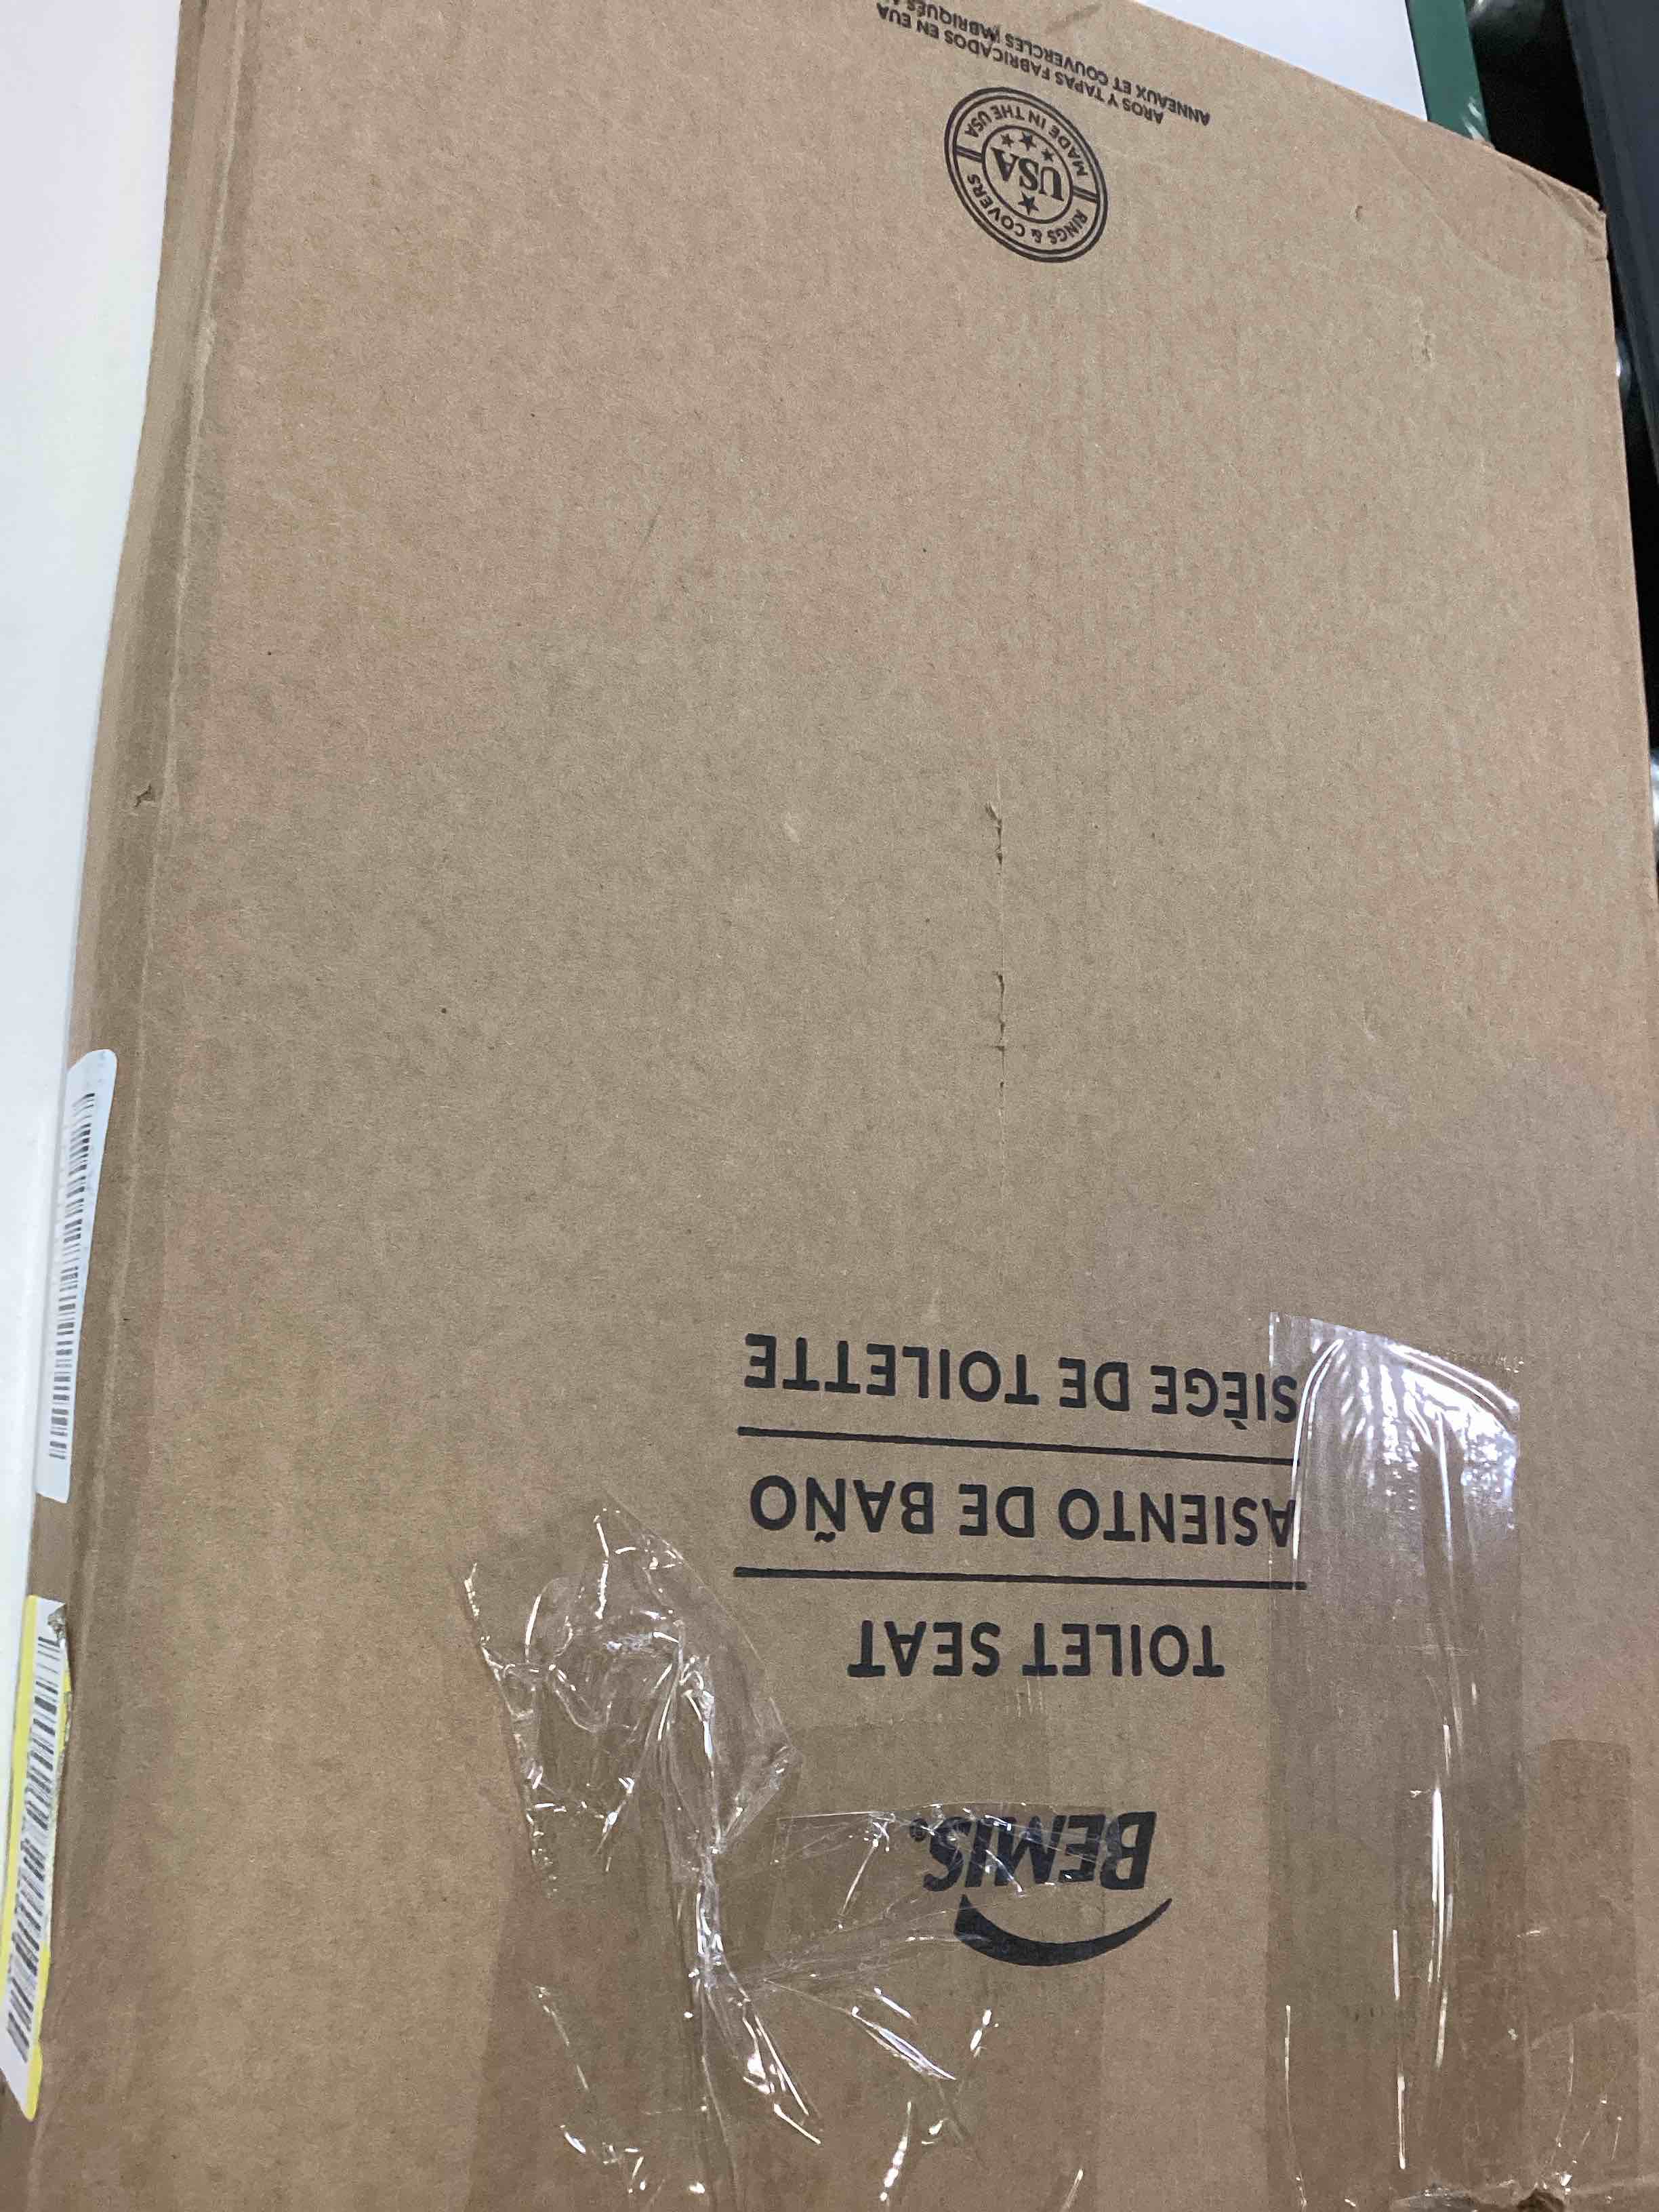 BEMIS®
TOILET SEAT
ASIENTO DE BAÑO
SIÈGE DE TOILETTE
RINGS & COVERS
USA
MADE IN THE USA
AROS Y TAPAS FABRICADOS EN EUA
ANNEAUX ET COUVERCLES FABRIQUÉS